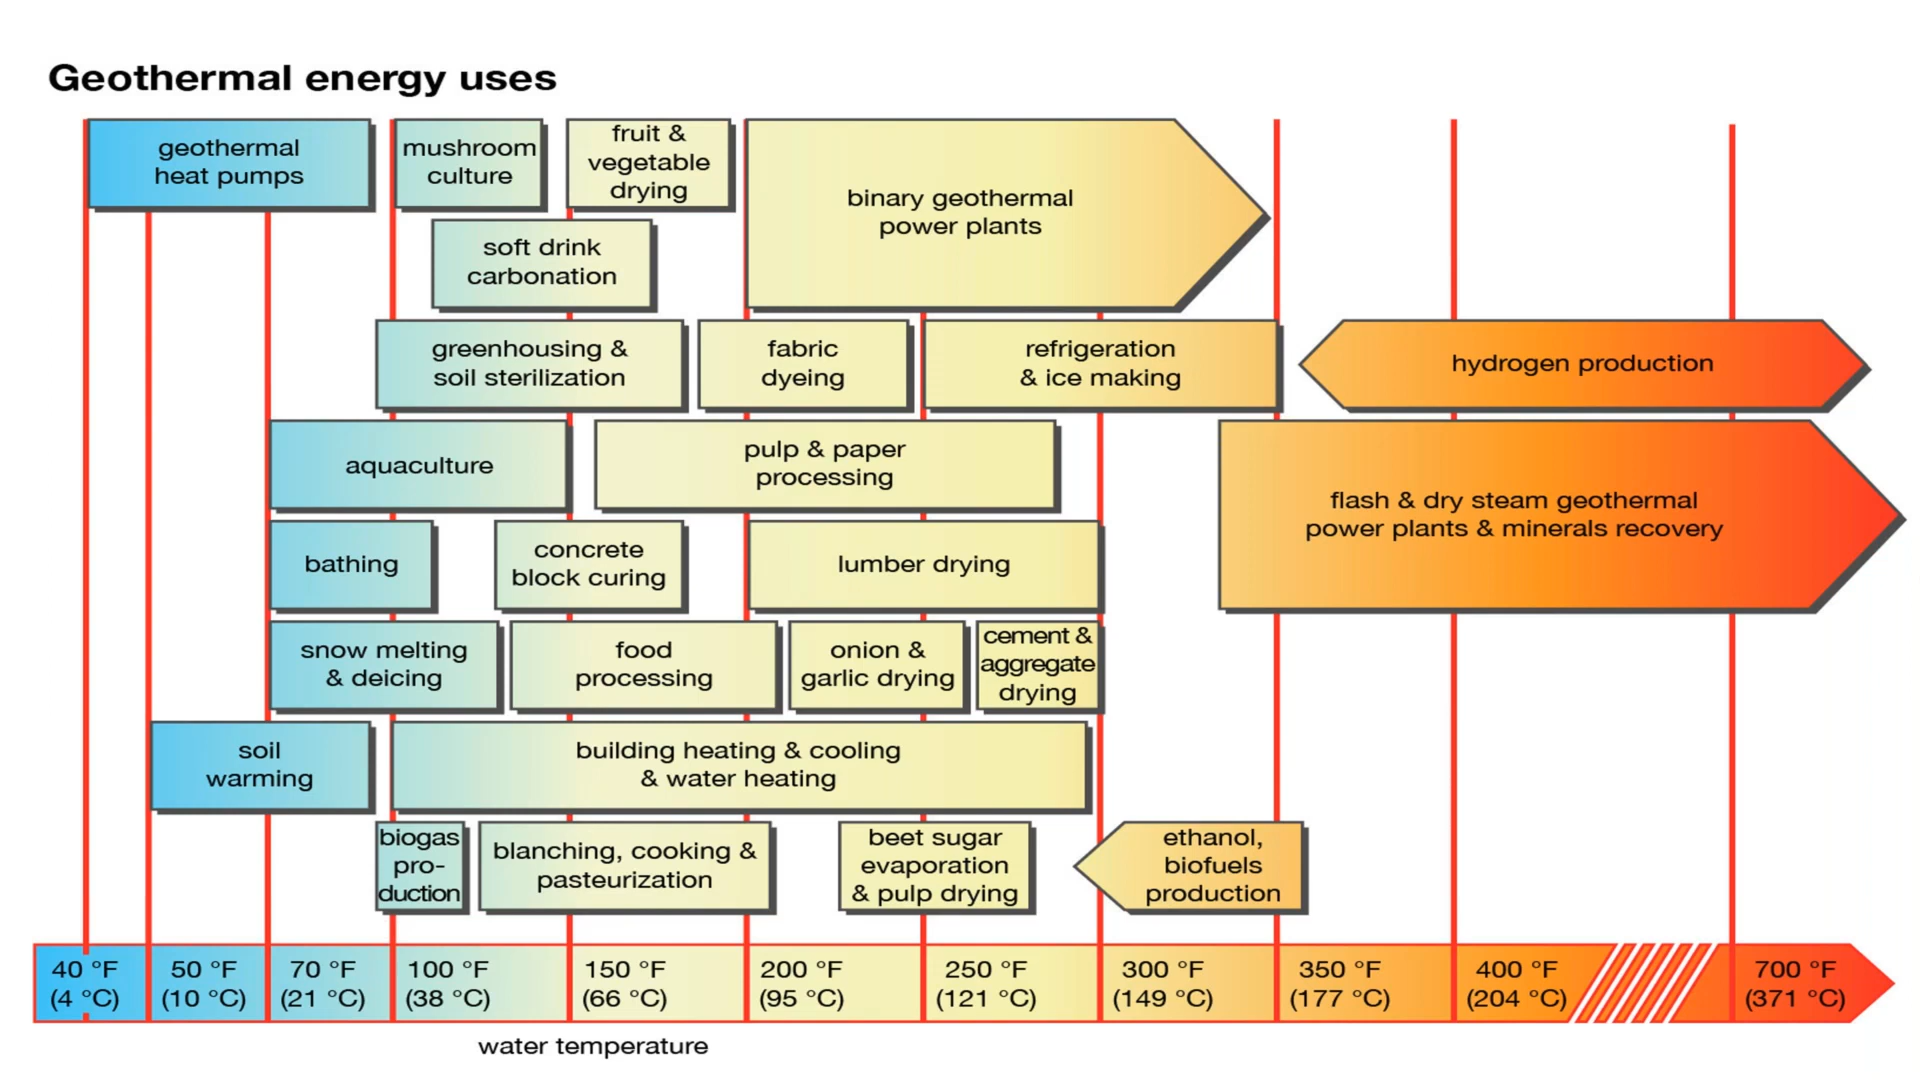 Geothermal energy uses
geothermal
heat pumps
mushroom
culture
fruit &
vegetable
drying
binary geothermal
power plants
soft drink
carbonation
greenhousing &
soil sterilization
fabric
dyeing
refrigeration
& ice making
hydrogen production
aquaculture
pulp & paper
processing
flash & dry steam geothermal
power plants & minerals recovery
bathing
concrete
block curing
lumber drying
snow melting
& deicing
food
processing
onion &
garlic drying
cement &
aggregate
drying
soil
warming
building heating & cooling
& water heating
biogas
pro-
duction
blanching, cooking &
pasteurization
beet sugar
evaporation
& pulp drying
ethanol,
biofuels
production
40 °F
(4 °C)
50 °F
(10 °C)
70 °F
(21 °C)
100 °F
(38 °C)
150 °F
(66 °C)
200 °F
(95 °C)
250 °F
(121 °C)
300 °F
(149 °C)
350 °F
(177 °C)
400 °F
(204 °C)
700 °F
(371 °C)
water temperature